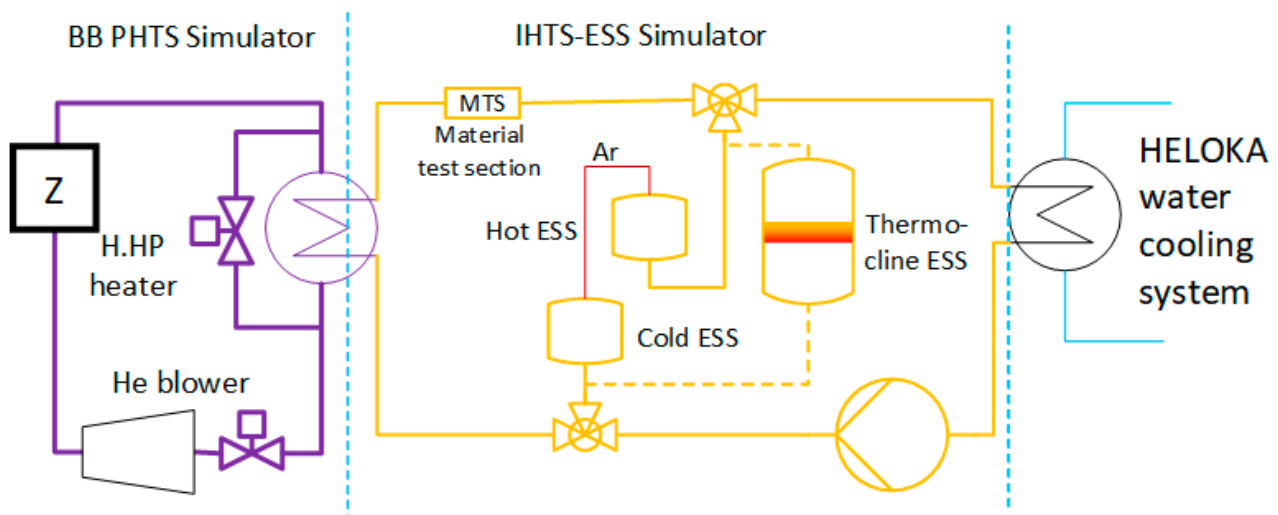 BB PHTS Simulator
IHTS-ESS Simulator
MTS
Material
test section
Ar
Z
H.HP
heater
Hot ESS
Thermo-
cline ESS
HELOKA
water
cooling
system
Cold ESS
He blower